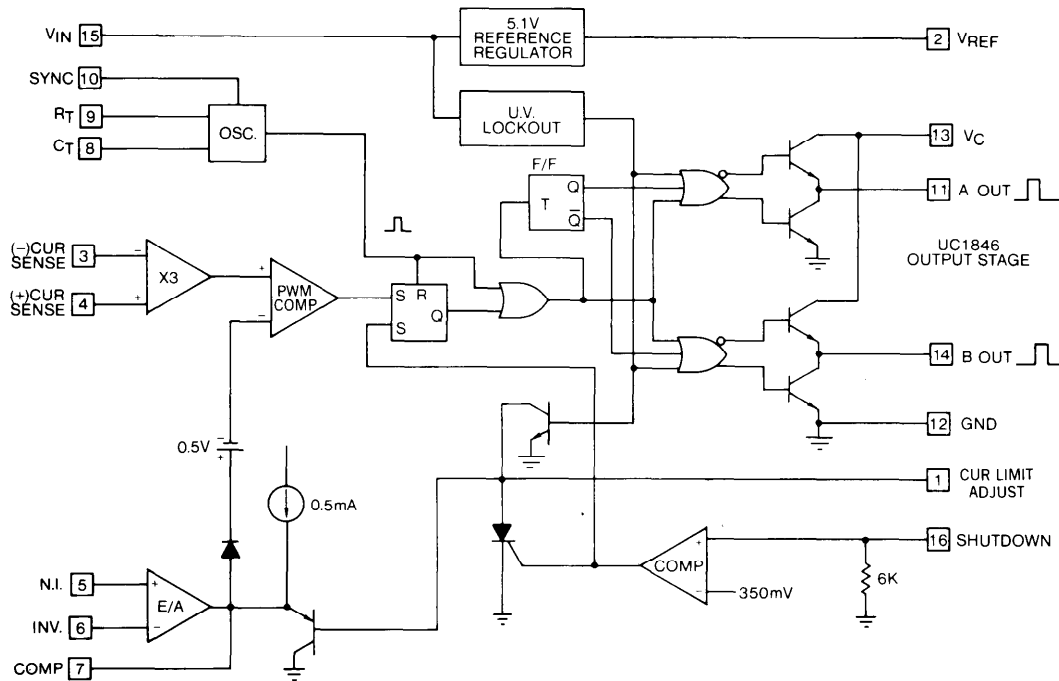 VIN 15
5.1V
REFERENCE
REGULATOR
2 VREF
SYNC 10
RT 9
CT 8
OSC.
U.V.
LOCKOUT
13 VC
F/F
T
Q
Q̅
11 A OUT
UC1846
OUTPUT STAGE
(−)CUR
SENSE 3
−
X3
(+)CUR
SENSE 4
+
+
PWM
COMP
−
S R
Q
S
14 B OUT
12 GND
0.5V
−
+
0.5mA
1 CUR LIMIT
ADJUST
16 SHUTDOWN
+
COMP
−
350mV
6K
N.I. 5
+
E/A
INV. 6
−
COMP 7